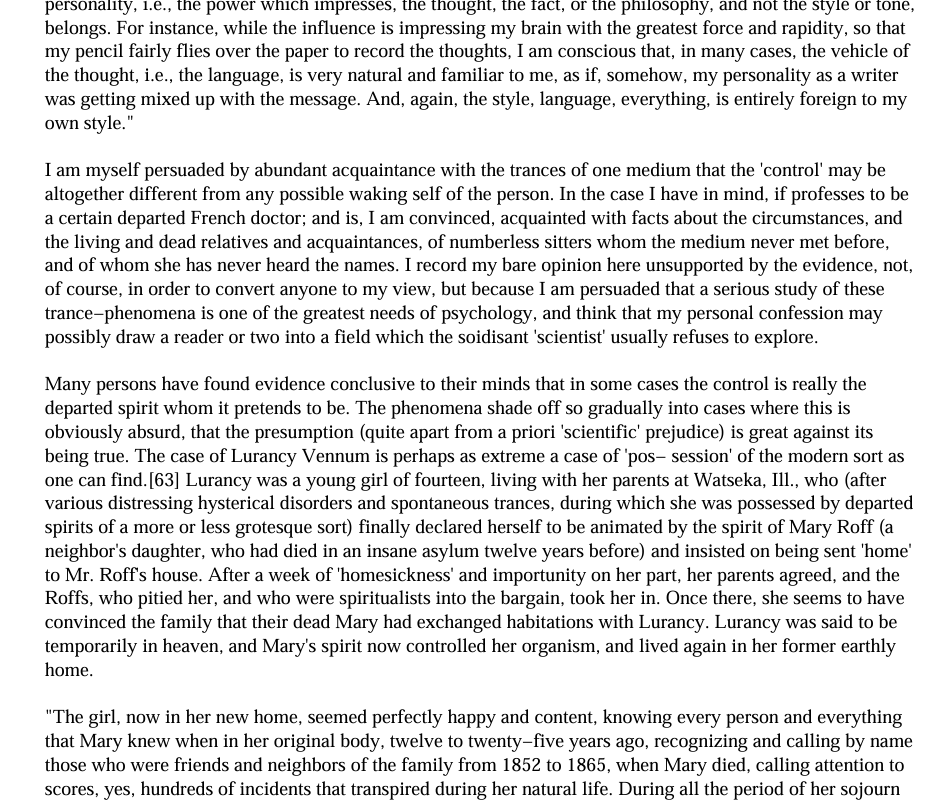 personality, i.e., the power which impresses, the thought, the fact, or the philosophy, and not the style or tone,
belongs. For instance, while the influence is impressing my brain with the greatest force and rapidity, so that
my pencil fairly flies over the paper to record the thoughts, I am conscious that, in many cases, the vehicle of
the thought, i.e., the language, is very natural and familiar to me, as if, somehow, my personality as a writer
was getting mixed up with the message. And, again, the style, language, everything, is entirely foreign to my
own style."
I am myself persuaded by abundant acquaintance with the trances of one medium that the 'control' may be
altogether different from any possible waking self of the person. In the case I have in mind, if professes to be
a certain departed French doctor; and is, I am convinced, acquainted with facts about the circumstances, and
the living and dead relatives and acquaintances, of numberless sitters whom the medium never met before,
and of whom she has never heard the names. I record my bare opinion here unsupported by the evidence, not,
of course, in order to convert anyone to my view, but because I am persuaded that a serious study of these
trance−phenomena is one of the greatest needs of psychology, and think that my personal confession may
possibly draw a reader or two into a field which the soidisant 'scientist' usually refuses to explore.
Many persons have found evidence conclusive to their minds that in some cases the control is really the
departed spirit whom it pretends to be. The phenomena shade off so gradually into cases where this is
obviously absurd, that the presumption (quite apart from a priori 'scientific' prejudice) is great against its
being true. The case of Lurancy Vennum is perhaps as extreme a case of 'pos− session' of the modern sort as
one can find.[63] Lurancy was a young girl of fourteen, living with her parents at Watseka, Ill., who (after
various distressing hysterical disorders and spontaneous trances, during which she was possessed by departed
spirits of a more or less grotesque sort) finally declared herself to be animated by the spirit of Mary Roff (a
neighbor's daughter, who had died in an insane asylum twelve years before) and insisted on being sent 'home'
to Mr. Roff's house. After a week of 'homesickness' and importunity on her part, her parents agreed, and the
Roffs, who pitied her, and who were spiritualists into the bargain, took her in. Once there, she seems to have
convinced the family that their dead Mary had exchanged habitations with Lurancy. Lurancy was said to be
temporarily in heaven, and Mary's spirit now controlled her organism, and lived again in her former earthly
home.
"The girl, now in her new home, seemed perfectly happy and content, knowing every person and everything
that Mary knew when in her original body, twelve to twenty−five years ago, recognizing and calling by name
those who were friends and neighbors of the family from 1852 to 1865, when Mary died, calling attention to
scores, yes, hundreds of incidents that transpired during her natural life. During all the period of her sojourn